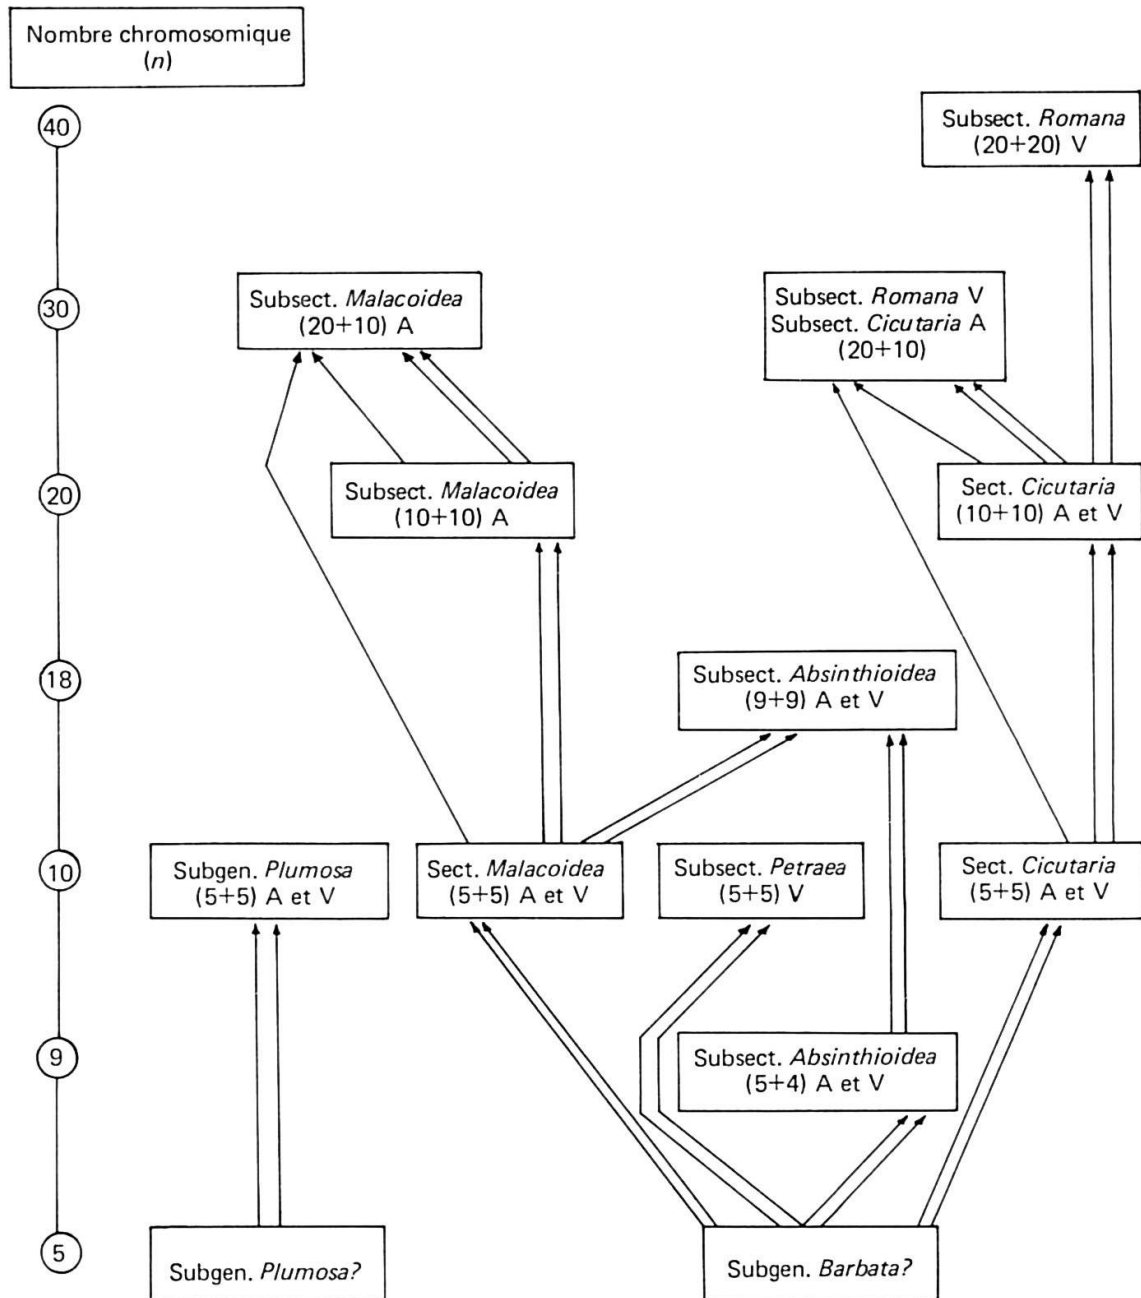 Nombre chromosomique
(n)
40
Subsect. Romana
(20+20) V
30
Subsect. Malacoidea
(20+10) A
Subsect. Romana V
Subsect. Cicutaria A
(20+10)
20
Subsect. Malacoidea
(10+10) A
Sect. Cicutaria
(10+10) A et V
18
Subsect. Absinthioidea
(9+9) A et V
10
Subgen. Plumosa
(5+5) A et V
Sect. Malacoidea
(5+5) A et V
Subsect. Petraea
(5+5) V
Sect. Cicutaria
(5+5) A et V
9
Subsect. Absinthioidea
(5+4) A et V
5
Subgen. Plumosa?
Subgen. Barbata?